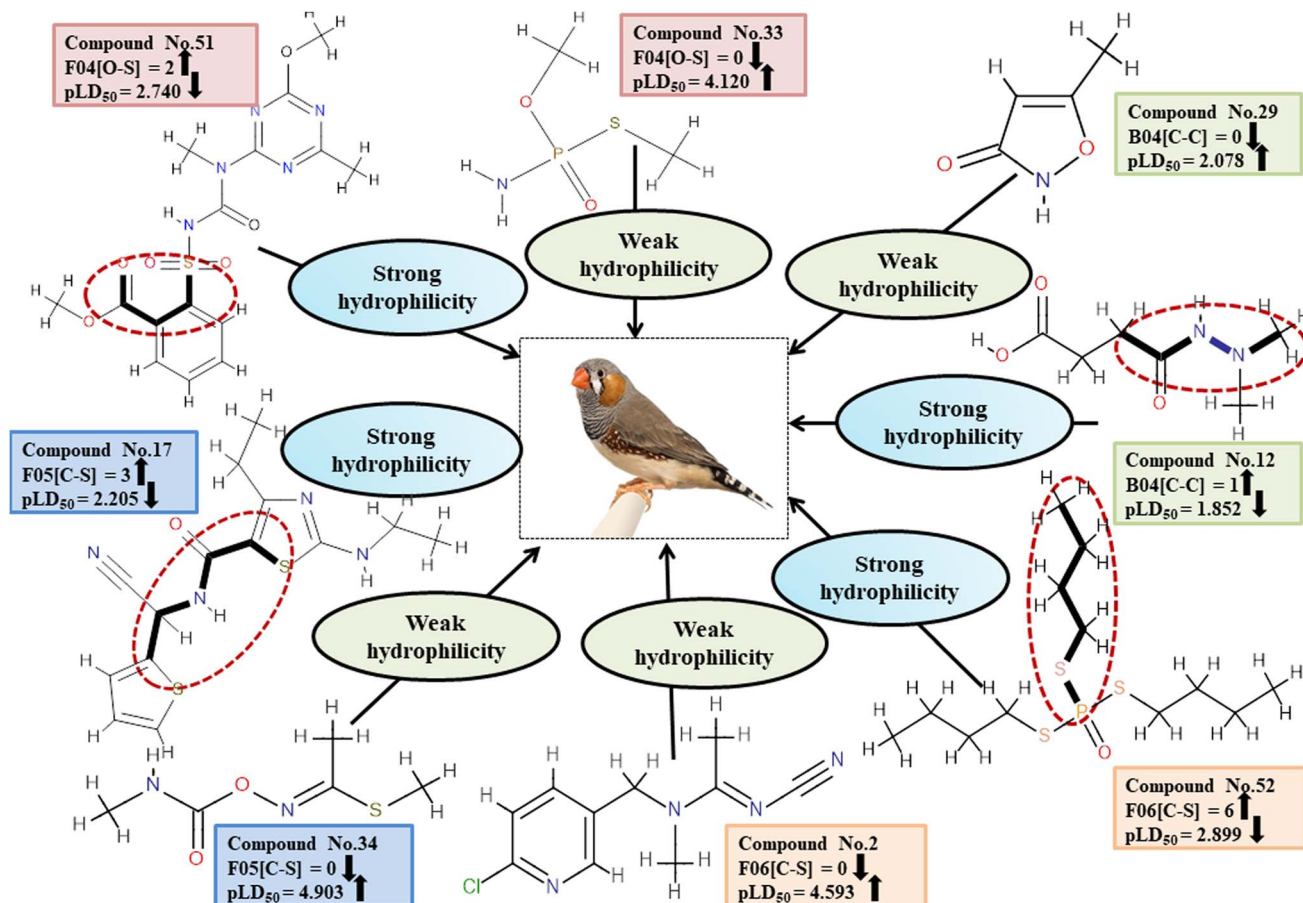 Compound No.51
F04[O-S] = 2
pLD50 = 2.740
Compound No.33
F04[O-S] = 0
pLD50 = 4.120
Compound No.29
B04[C-C] = 0
pLD50 = 2.078
Strong
hydrophilicity
Weak
hydrophilicity
Weak
hydrophilicity
Strong
hydrophilicity
Strong
hydrophilicity
Compound No.17
F05[C-S] = 3
pLD50 = 2.205
Compound No.12
B04[C-C] = 1
pLD50 = 1.852
Strong
hydrophilicity
Weak
hydrophilicity
Weak
hydrophilicity
Compound No.34
F05[C-S] = 0
pLD50 = 4.903
Compound No.2
F06[C-S] = 0
pLD50 = 4.593
Compound No.52
F06[C-S] = 6
pLD50 = 2.899